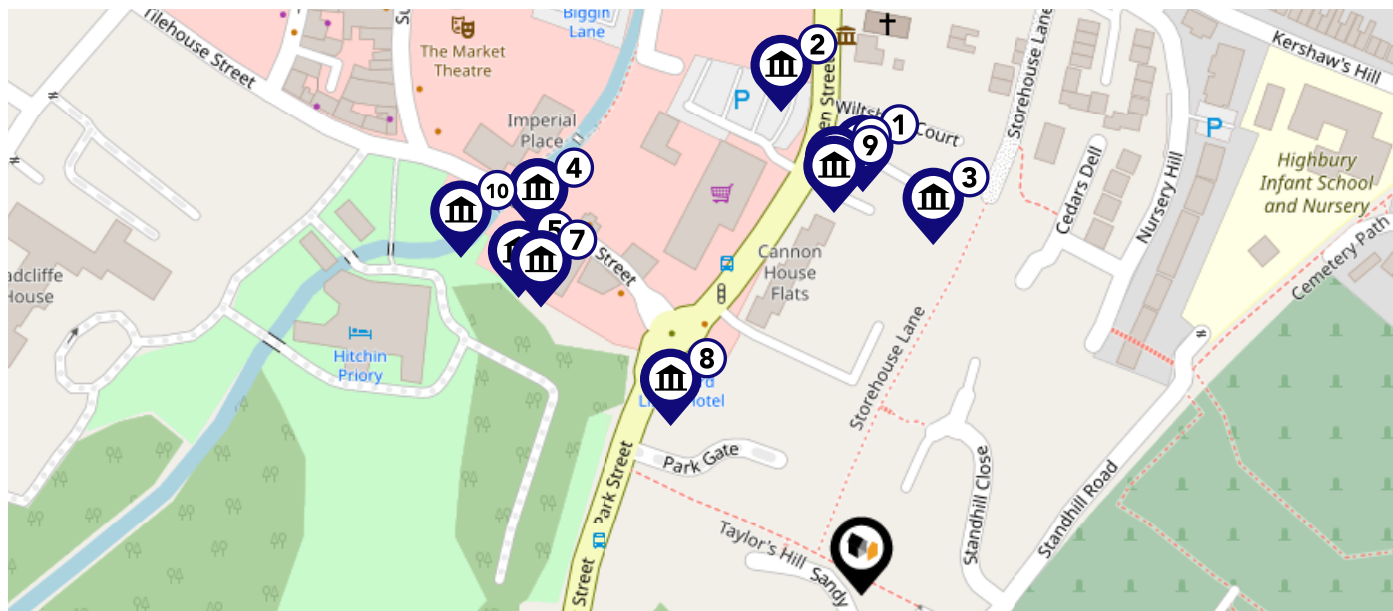 Tilehouse Street
The Market
Theatre
Biggin
Lane
Imperial
Place
2
Wiltshire Court
1
9
3
4
10
5
7
Street
Cannon
House
Flats
Storehouse Lane
Storehouse Lane
Cedars Dell
Nursery Hill
P
P
Kershaw's Hill
Highbury
Infant School
and Nursery
Cemetery Path
House
Hitchin
Priory
8
Hotel
Park Gate
Park Street
Street
Taylor's Hill
Sandy
Standhill Close
Standhill Road